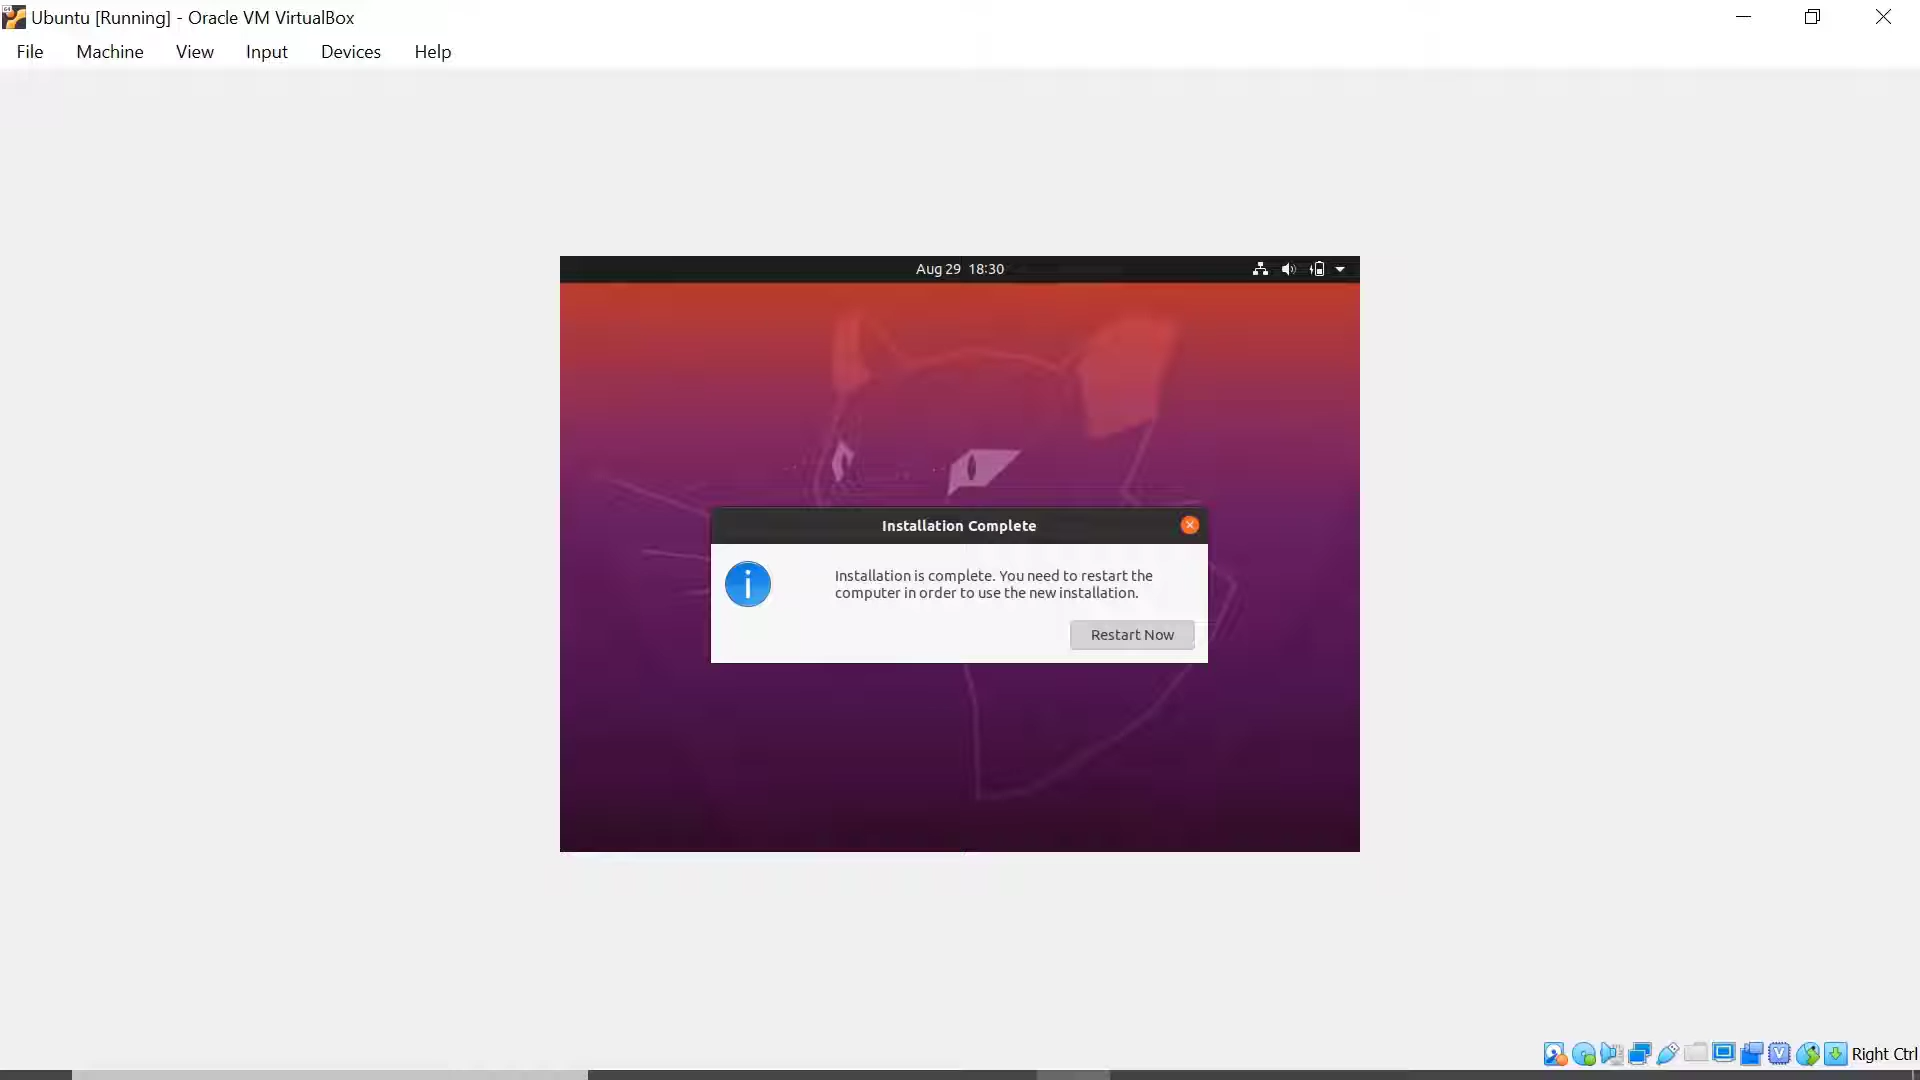 Ubuntu [Running] - Oracle VM VirtualBox
File Machine View Input Devices Help
Aug 29 18:30
Installation Complete
Installation is complete. You need to restart the
computer in order to use the new installation.
Restart Now
Right Ctrl